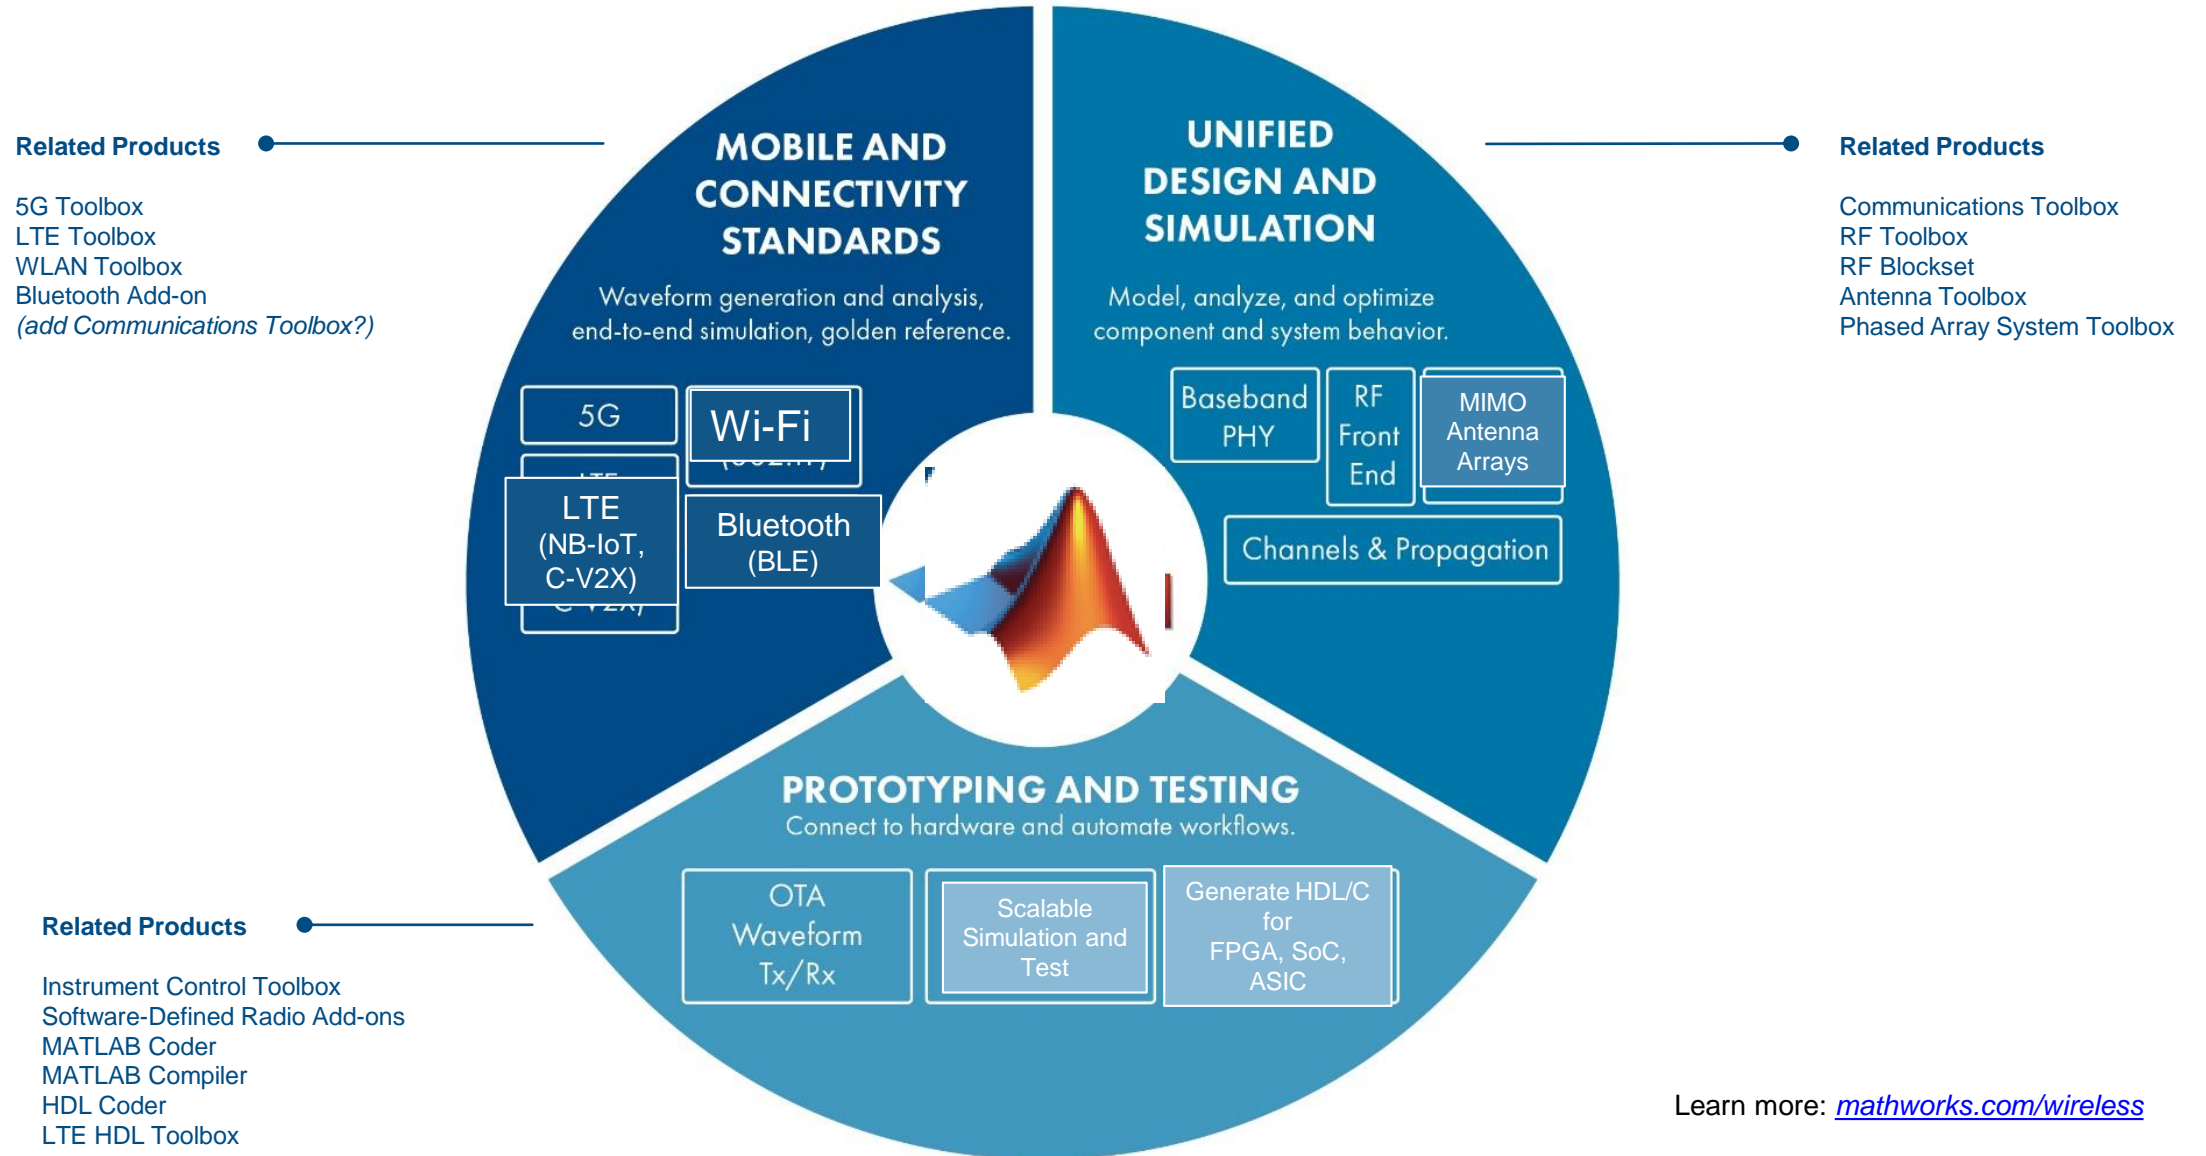 Related Products
5G Toolbox
LTE Toolbox
WLAN Toolbox
Bluetooth Add-on
(add Communications Toolbox?)
MOBILE AND
CONNECTIVITY
STANDARDS
Waveform generation and analysis,
end-to-end simulation, golden reference.
5G
Wi-Fi
LTE
(NB-IoT,
C-V2X)
Bluetooth
(BLE)
UNIFIED
DESIGN AND
SIMULATION
Model, analyze, and optimize
component and system behavior.
Baseband
PHY
RF
Front
End
MIMO
Antenna
Arrays
Channels & Propagation
Related Products
Communications Toolbox
RF Toolbox
RF Blockset
Antenna Toolbox
Phased Array System Toolbox
PROTOTYPING AND TESTING
Connect to hardware and automate workflows.
OTA
Waveform
Tx/Rx
Scalable
Simulation and
Test
Generate HDL/C
for
FPGA, SoC,
ASIC
Related Products
Instrument Control Toolbox
Software-Defined Radio Add-ons
MATLAB Coder
MATLAB Compiler
HDL Coder
LTE HDL Toolbox
Learn more: mathworks.com/wireless